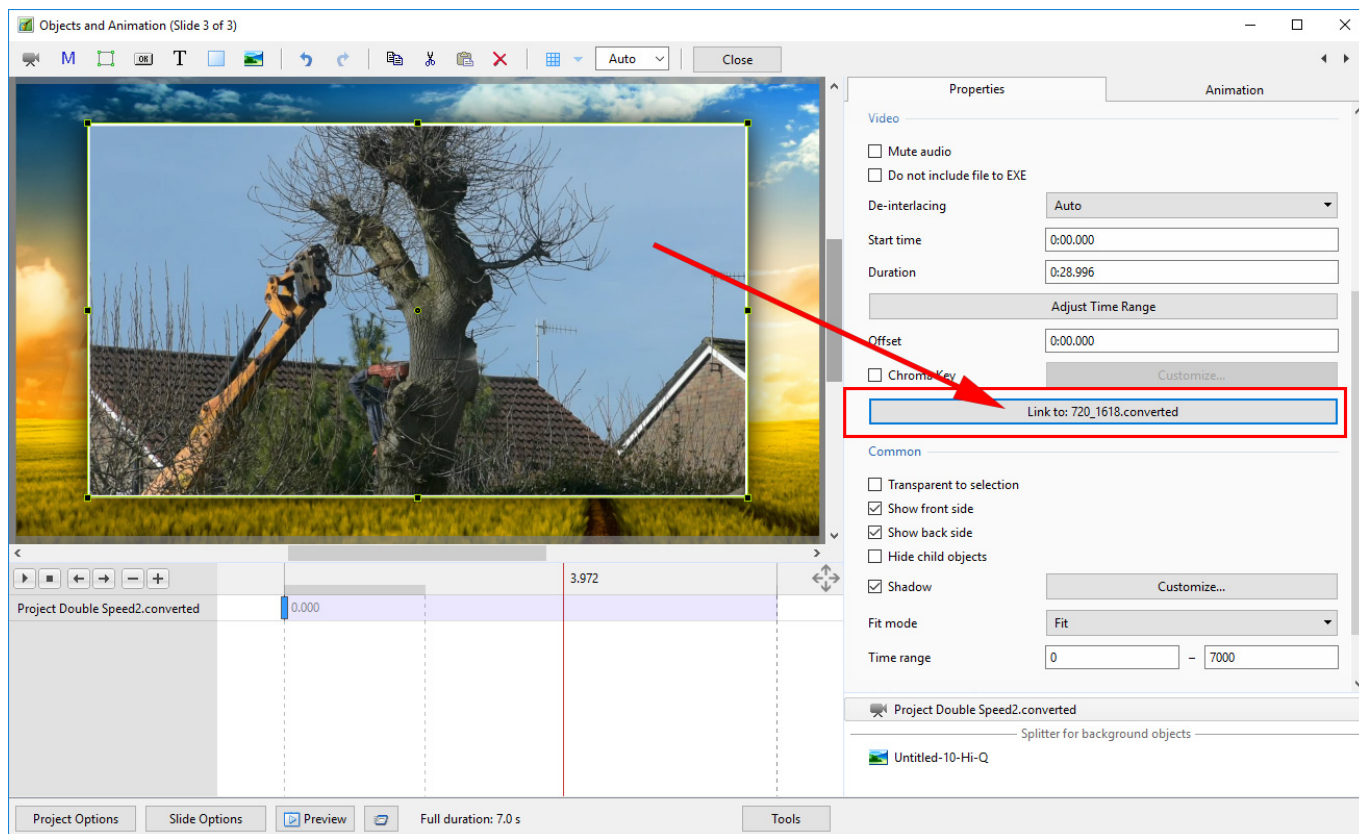 Objects and Animation (Slide 3 of 3)
M OK T Auto Close
Properties Animation
Video
Mute audio
Do not include file to EXE
De-interlacing Auto
Start time 0:00.000
Duration 0:28.996
Adjust Time Range
Offset 0:00.000
Chroma Key Customize...
Link to: 720_1618.converted
Common
Transparent to selection
Show front side
Show back side
Hide child objects
Shadow Customize...
Fit mode Fit
Time range 0 – 7000
3.972
Project Double Speed2.converted 0.000
Project Double Speed2.converted
Splitter for background objects
Untitled-10-Hi-Q
Project Options Slide Options Preview Full duration: 7.0 s Tools